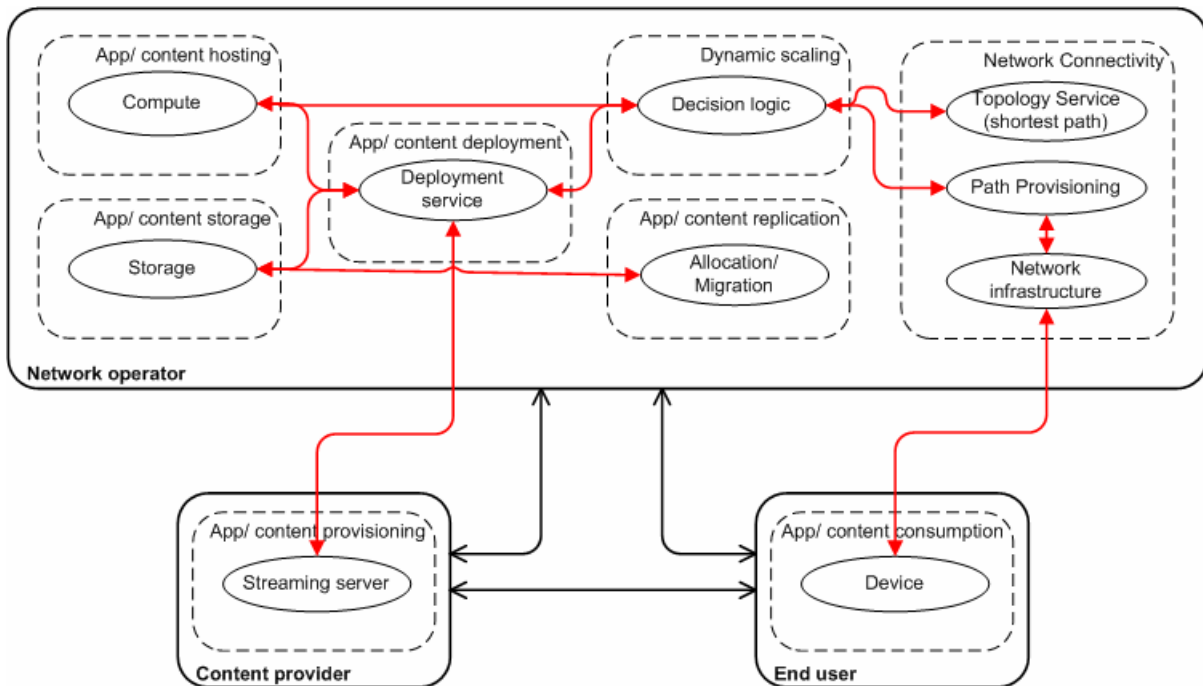 App/ content hosting
Compute
Dynamic scaling
Decision logic
Network Connectivity
Topology Service
(shortest path)
App/ content deployment
Deployment
service
Path Provisioning
App/ content storage
Storage
App/ content replication
Allocation/
Migration
Network
infrastructure
Network operator
App/ content provisioning
Streaming server
Content provider
App/ content consumption
Device
End user